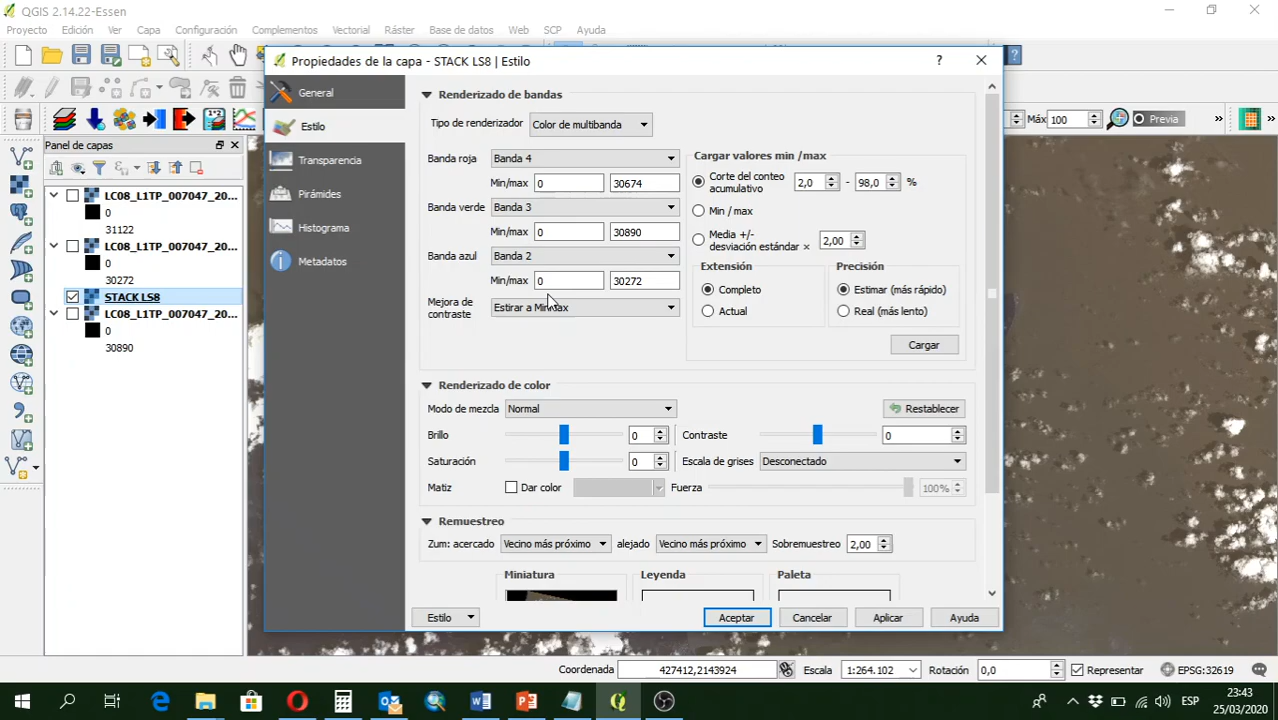 QGIS 2.14.22-Essen
Proyecto Edición Ver Capa Configuración Complementos Vectorial Ráster Base de datos Web SCP Ayuda
Máx 100 Previa
Panel de capas
LC08_L1TP_007047_20...
0
31122
LC08_L1TP_007047_20...
0
30272
STACK LS8
LC08_L1TP_007047_20...
0
30890
Propiedades de la capa - STACK LS8 | Estilo
General
Estilo
Transparencia
Pirámides
Histograma
Metadatos
Renderizado de bandas
Tipo de renderizador Color de multibanda
Banda roja Banda 4
Min/max 0 30674
Banda verde Banda 3
Min/max 0 30890
Banda azul Banda 2
Min/max 0 30272
Mejora de contraste Estirar a MinMax
Cargar valores min /max
Corte del conteo acumulativo 2,0 - 98,0 %
Min / max
Media +/- desviación estándar × 2,00
Extensión
Completo
Actual
Precisión
Estimar (más rápido)
Real (más lento)
Cargar
Renderizado de color
Modo de mezcla Normal Restablecer
Brillo 0 Contraste 0
Saturación 0 Escala de grises Desconectado
Matiz Dar color Fuerza 100%
Remuestreo
Zum: acercado Vecino más próximo alejado Vecino más próximo Sobremuestreo 2,00
Miniatura Leyenda Paleta
Estilo Aceptar Cancelar Aplicar Ayuda
Coordenada 427412,2143924 Escala 1:264.102 Rotación 0,0 Representar EPSG:32619
ESP
23:43
25/03/2020